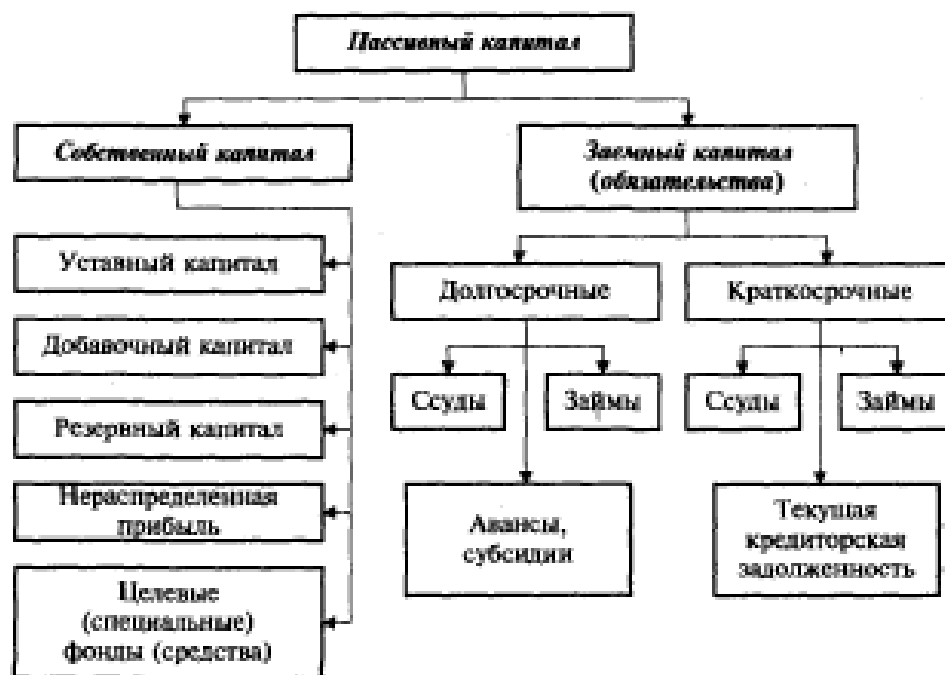 Пассивный капитал
Собственный капитал
Заемный капитал
(обязательства)
Уставный капитал
Добавочный капитал
Резервный капитал
Нераспределённая
прибыль
Целевые
(специальные)
фонды (средства)
Долгосрочные
Краткосрочные
Ссуды
Займы
Ссуды
Займы
Авансы,
субсидии
Текущая
кредиторская
задолженность